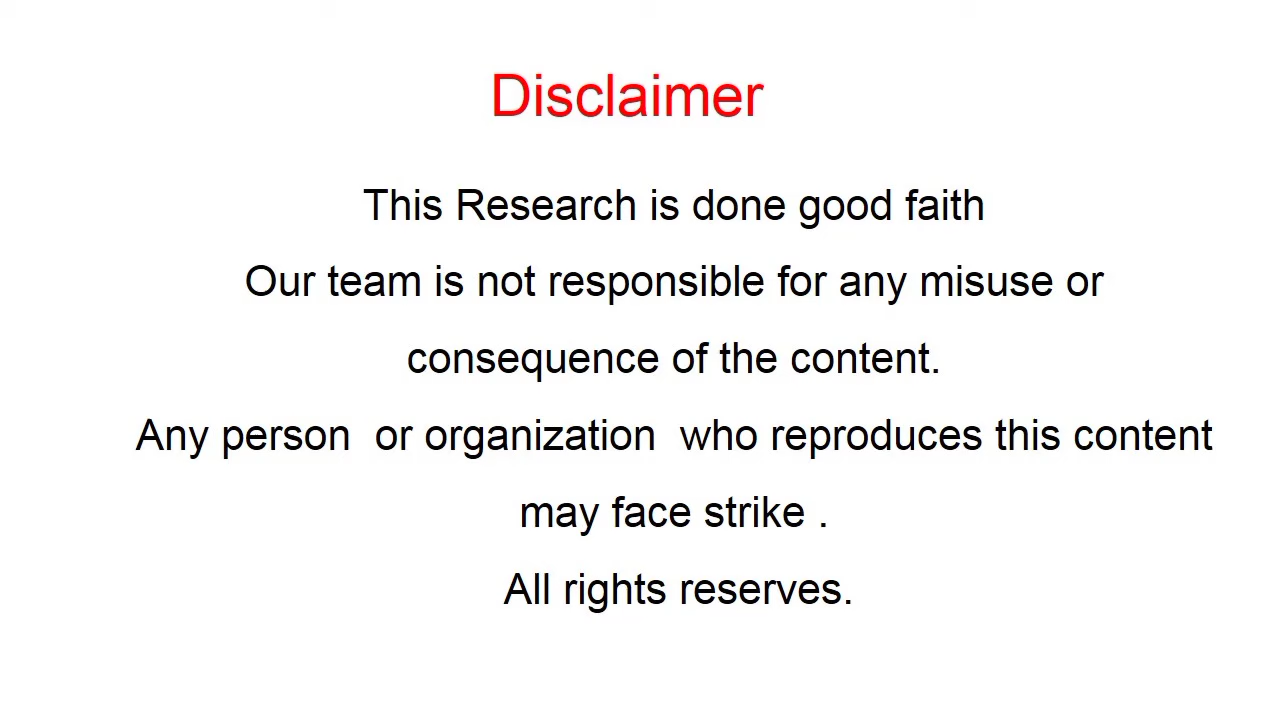 Disclaimer
This Research is done good faith
Our team is not responsible for any misuse or
consequence of the content.
Any person  or organization  who reproduces this content
may face strike .
All rights reserves.